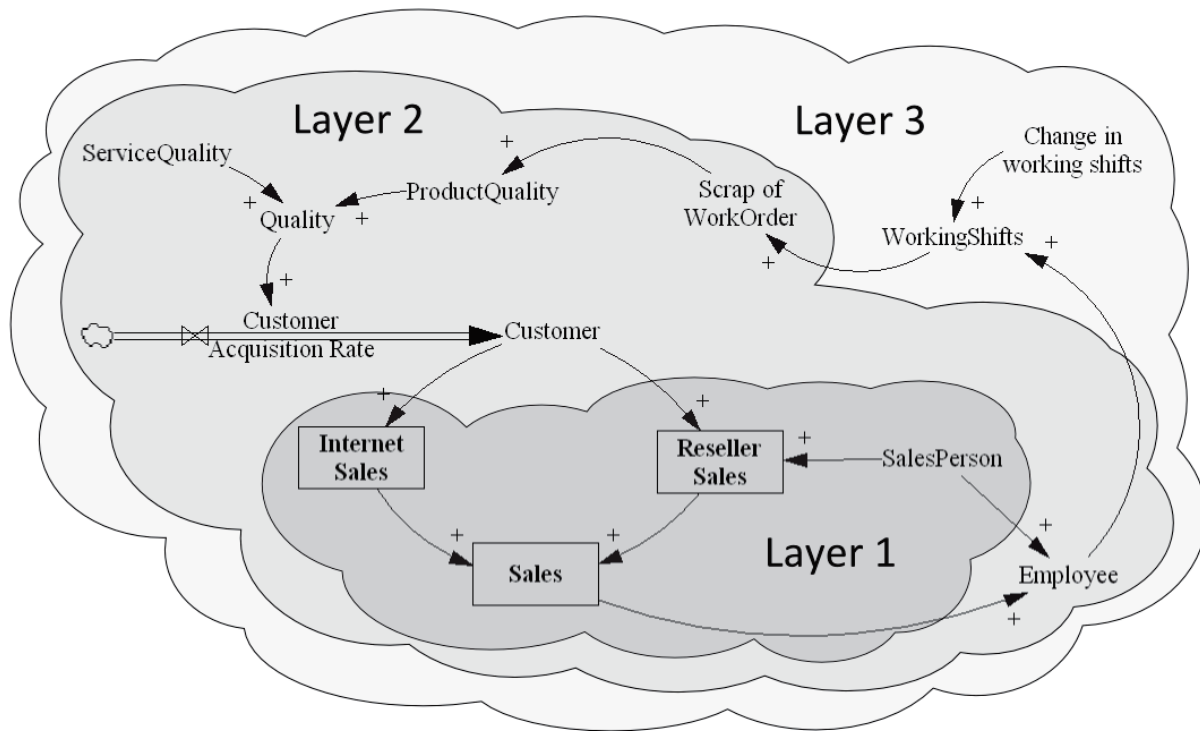 Layer 2
Layer 3
Change in
working shifts
ServiceQuality
+
ProductQuality
Scrap of
WorkOrder
+
Quality
+
+
WorkingShifts
+
+
+
Customer
Acquisition Rate
Customer
+
+
Internet
Sales
Reseller
Sales
+
SalesPerson
+
+
Sales
Layer 1
+
Employee
+